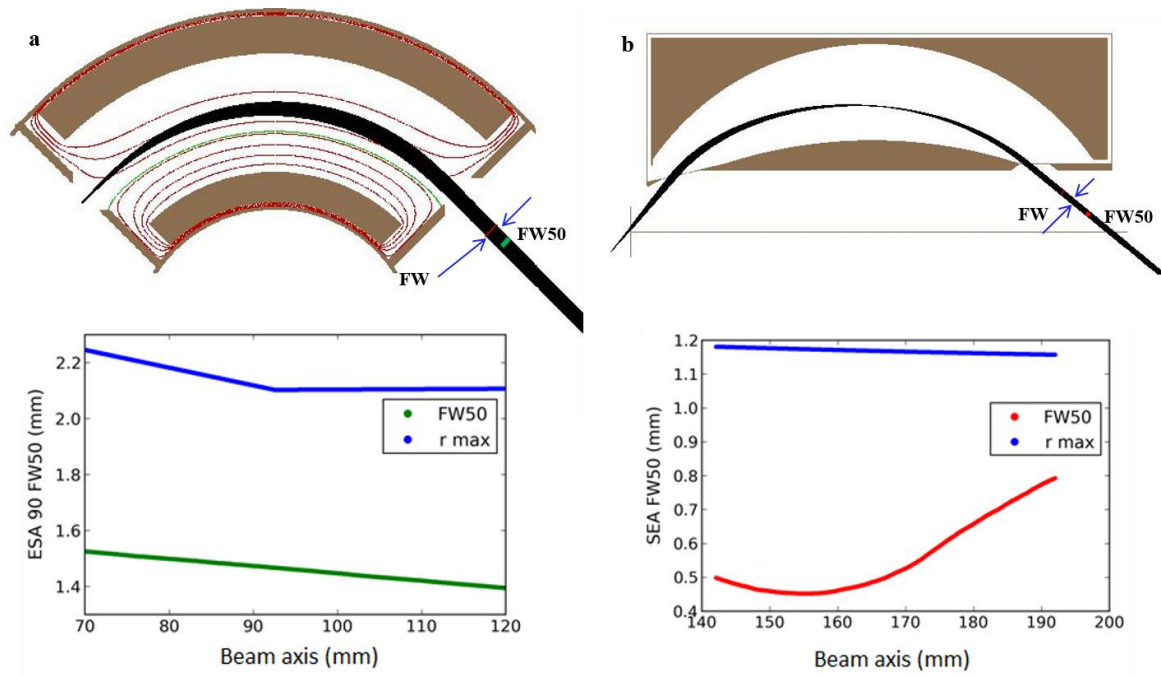 a
FW50
FW
b
FW
FW50
2.2
2.0
1.8
1.6
1.4
ESA 90 FW50 (mm)
FW50
r max
70 80 90 100 110 120
Beam axis (mm)
1.2
1.1
1.0
0.9
0.8
0.7
0.6
0.5
0.4
SEA FW50 (mm)
FW50
r max
140 150 160 170 180 190 200
Beam axis (mm)